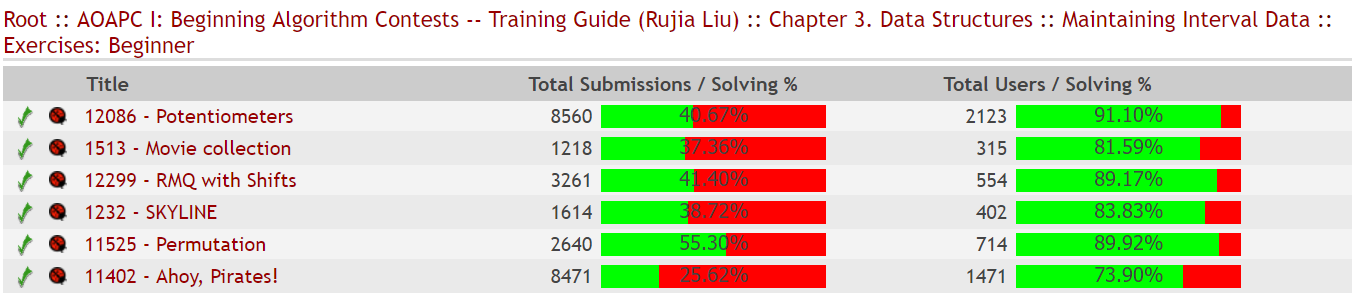 Root :: AOAPC I: Beginning Algorithm Contests -- Training Guide (Rujia Liu) :: Chapter 3. Data Structures :: Maintaining Interval Data ::
Exercises: Beginner
Title Total Submissions / Solving % Total Users / Solving %
12086 - Potentiometers 8560 40.67% 2123 91.10%
1513 - Movie collection 1218 37.36% 315 81.59%
12299 - RMQ with Shifts 3261 41.40% 554 89.17%
1232 - SKYLINE 1614 38.72% 402 83.83%
11525 - Permutation 2640 55.30% 714 89.92%
11402 - Ahoy, Pirates! 8471 25.62% 1471 73.90%